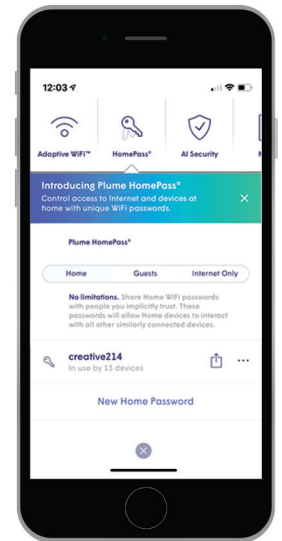 12:03
Adaptive WiFi™ HomePass® AI Security
Introducing Plume HomePass®
Control access to Internet and devices at
home with unique WiFi passwords.
Plume HomePass®
Home Guests Internet Only
No limitations. Share Home WiFi passwords
with people you implicitly trust. These
passwords will allow Home devices to interact
with all other similarly connected devices.
creative214
In use by 13 devices
New Home Password